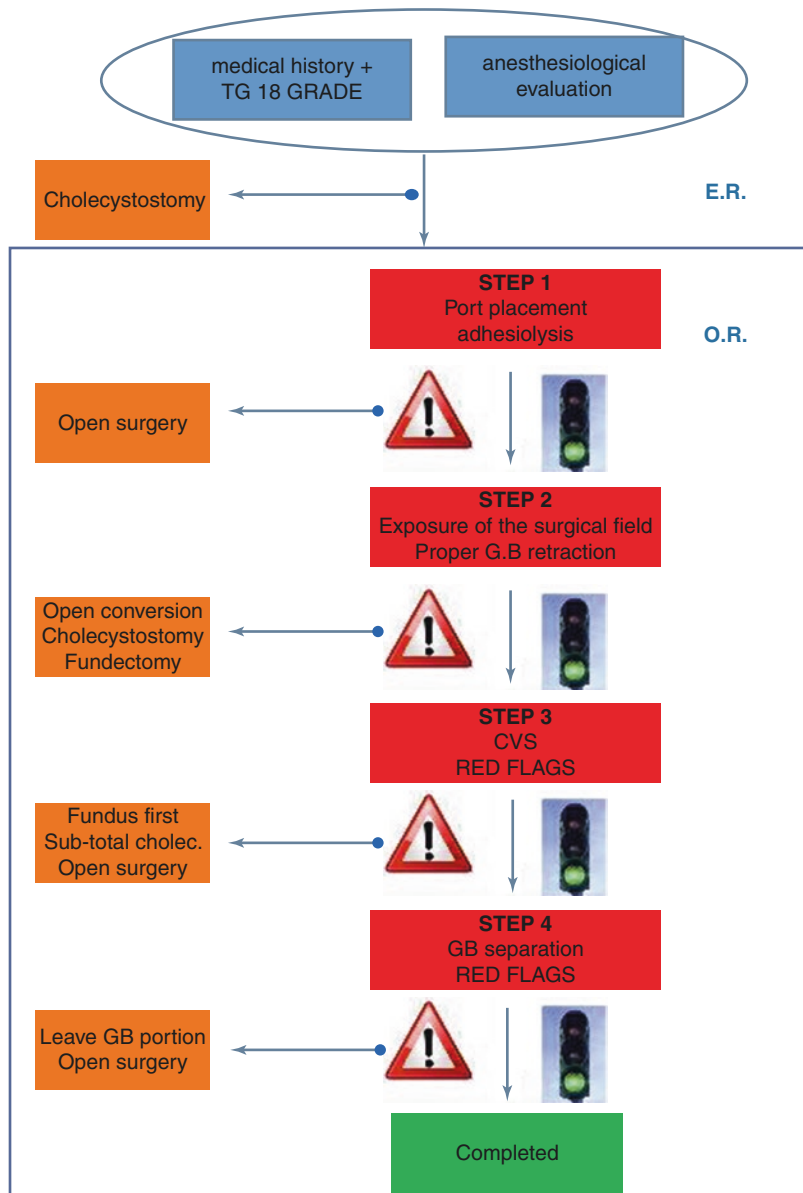 medical history +
TG 18 GRADE
anesthesiological
evaluation
Cholecystostomy
E.R.
STEP 1
Port placement
adhesiolysis
O.R.
Open surgery
STEP 2
Exposure of the surgical field
Proper G.B retraction
Open conversion
Cholecystostomy
Fundectomy
STEP 3
CVS
RED FLAGS
Fundus first
Sub-total cholec.
Open surgery
STEP 4
GB separation
RED FLAGS
Leave GB portion
Open surgery
Completed